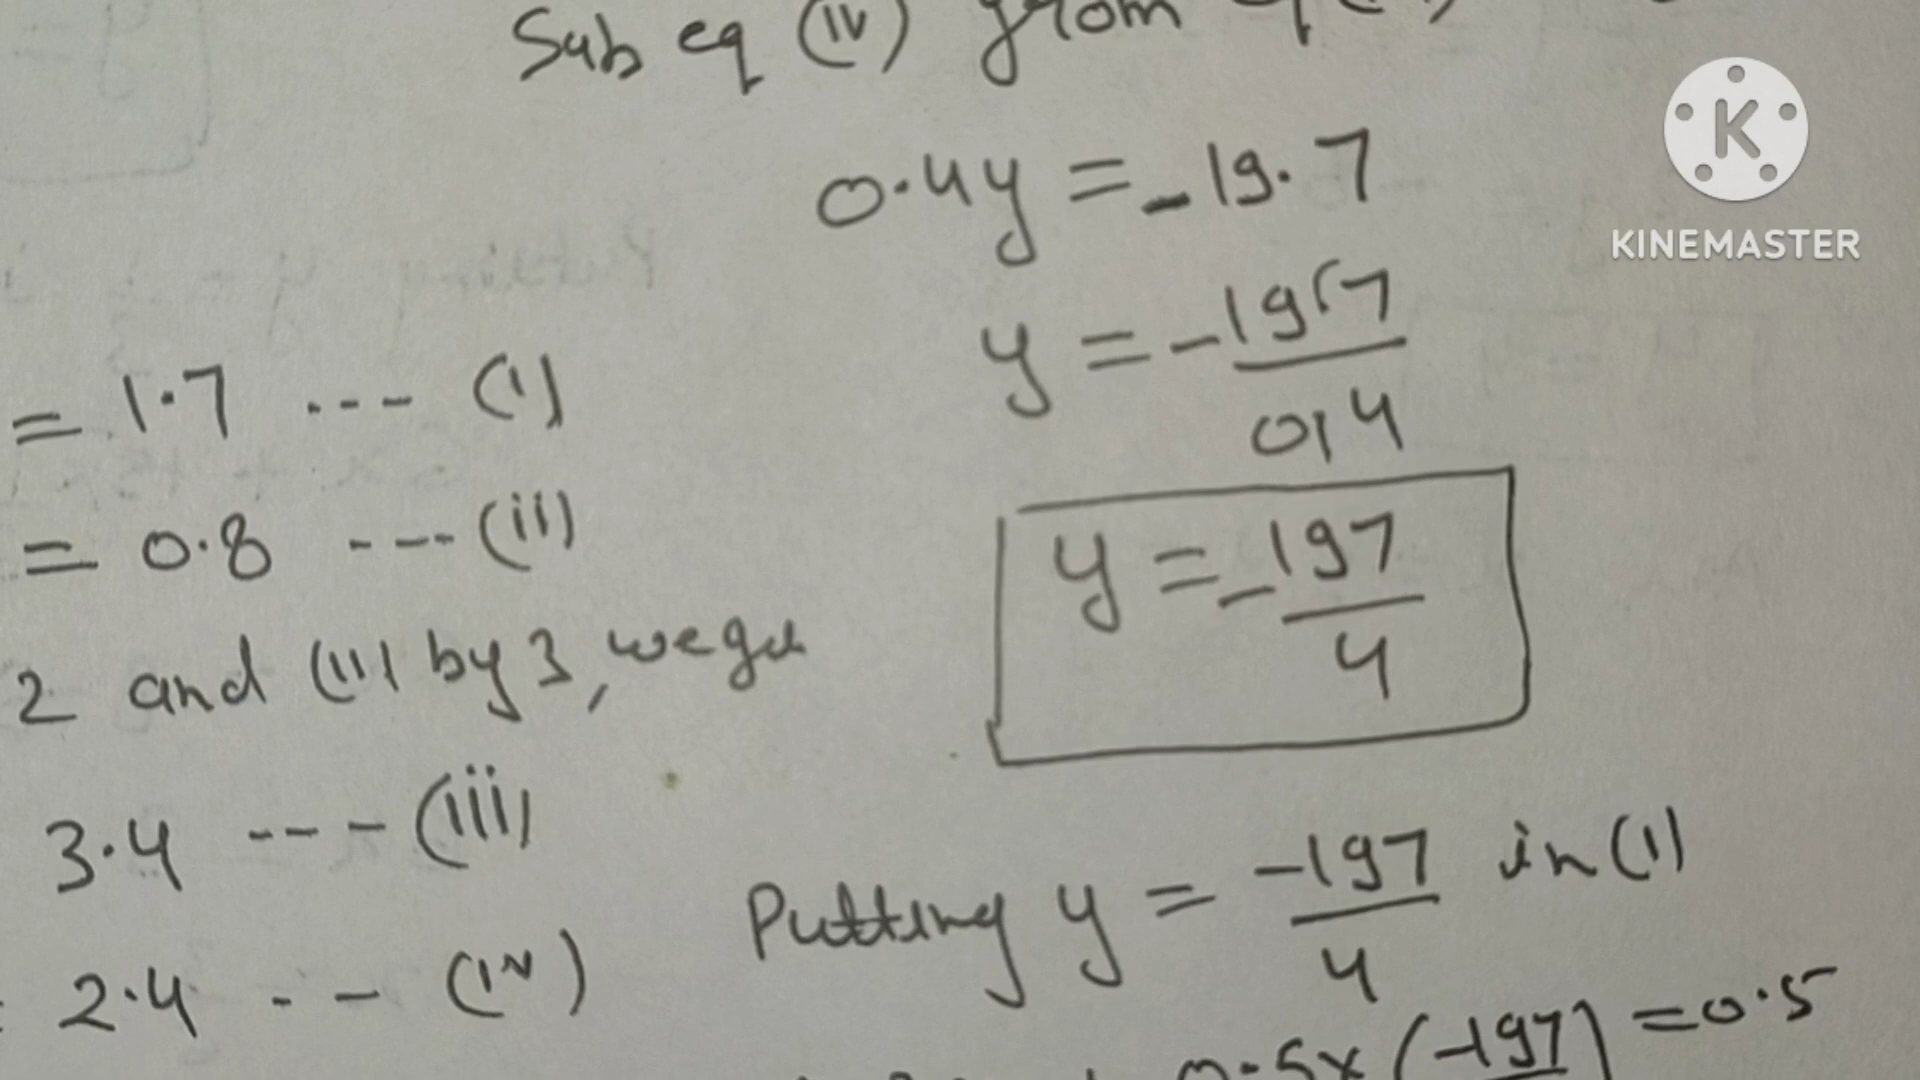 Sub eq (iv) from
0.4y = -19.7
y = -19.7/0.4
y = -197/4
= 1.7 ---- (i)
= 0.8 ---- (ii)
2 and (ii) by 3, we get
3.4 --- (iii)
2.4 -- (iv)
Putting y = -197/4 in (i)
0.5x (-197) = 0.5
KINEMASTER